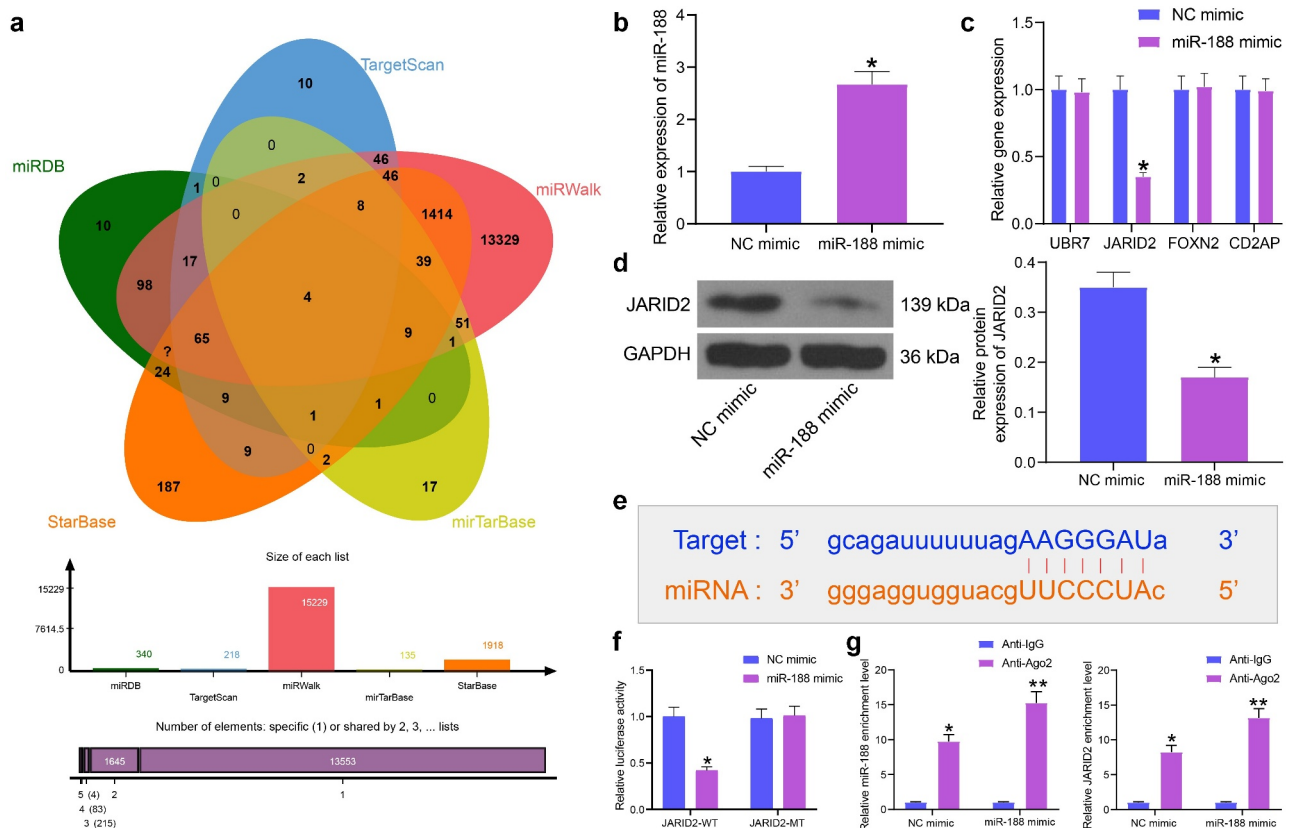 a
TargetScan
10
miRDB
miRWalk
0
46
2
46
1
0
10
0
8
1414
13329
17
39
98
4
65
9
51
1
?
24
9
1
1
0
9
0
2
187
17
StarBase
mirTarBase
Size of each list
15229
7614.5
0
340
218
15229
135
1918
miRDB
TargetScan
miRWalk
mirTarBase
StarBase
Number of elements: specific (1) or shared by 2, 3, ... lists
1645
13553
5 (4)
2
1
4 (83)
3 (215)
b
Relative expression of miR-188
4
3
2
1
0
*
NC mimic
miR-188 mimic
c
NC mimic
miR-188 mimic
Relative gene expression
1.5
1.0
0.5
0.0
*
UBR7
JARID2
FOXN2
CD2AP
d
JARID2
139 kDa
GAPDH
36 kDa
NC mimic
miR-188 mimic
Relative protein
expression of JARID2
0.4
0.3
0.2
0.1
0.0
*
NC mimic
miR-188 mimic
e
Target : 5’ gcagauuuuuuagAAGGGAUa 3’
miRNA : 3’ gggaggugguacgUUCCCUAc 5’
f
NC mimic
miR-188 mimic
Relative luciferase activity
1.5
1.0
0.5
0.0
*
JARID2-WT
JARID2-MT
g
Anti-IgG
Anti-Ago2
Relative miR-188 enrichment level
20
15
10
5
0
*
**
NC mimic
miR-188 mimic
Anti-IgG
Anti-Ago2
Relative JARID2 enrichment level
20
15
10
5
0
*
**
NC mimic
miR-188 mimic